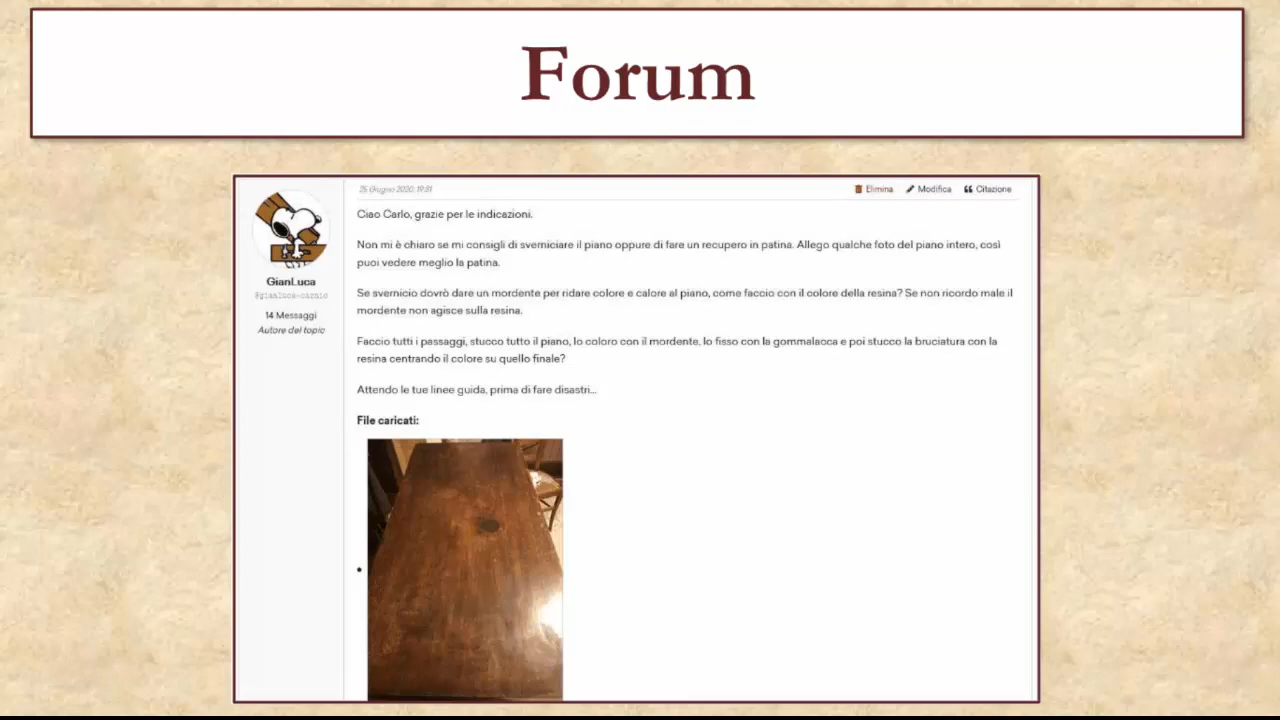 Forum
25 Giugno 2020; 19:31
Elimina
Modifica
Citazione
GianLuca
@gianluca-carnio
14 Messaggi
Autore del topic
Ciao Carlo, grazie per le indicazioni.
Non mi è chiaro se mi consigli di sverniciare il piano oppure di fare un recupero in patina. Allego qualche foto del piano intero, così
puoi vedere meglio la patina.
Se svernicio dovrò dare un mordente per ridare colore e calore al piano, come faccio con il colore della resina? Se non ricordo male il
mordente non agisce sulla resina.
Faccio tutti i passaggi, stucco tutto il piano, lo coloro con il mordente, lo fisso con la gommalacca e poi stucco la bruciatura con la
resina centrando il colore su quello finale?
Attendo le tue linee guida, prima di fare disastri...
File caricati: